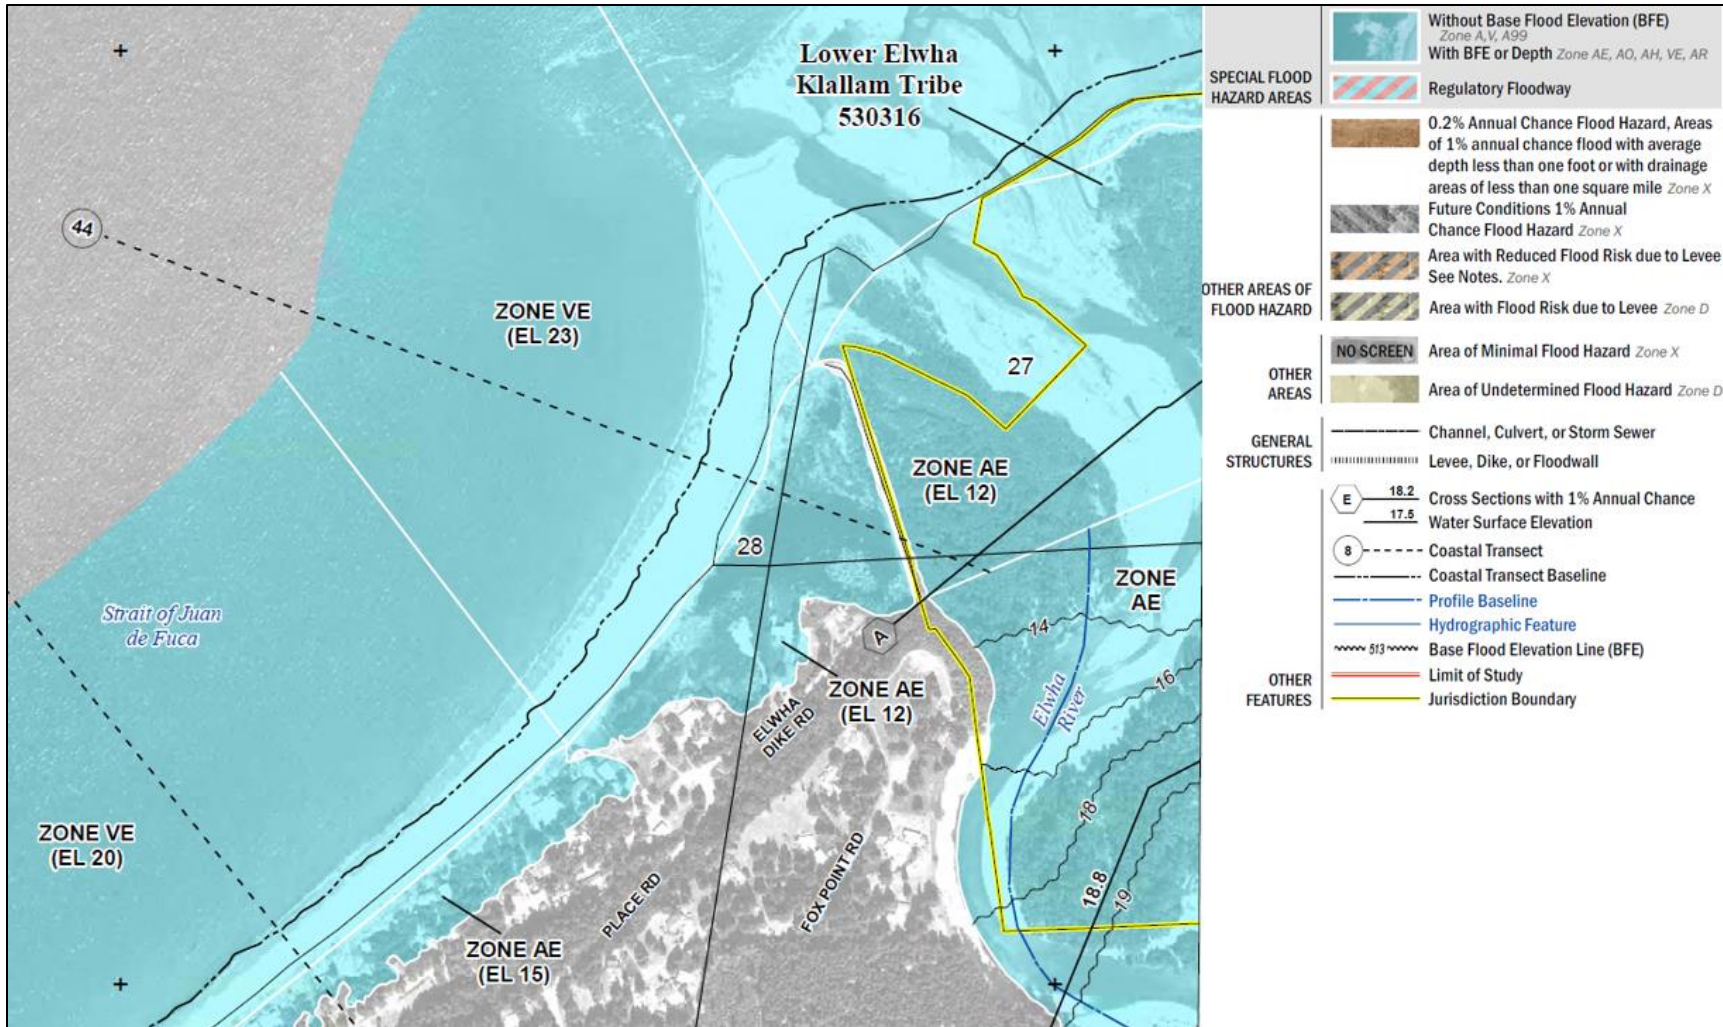 Lower Elwha
Klallam Tribe
530316
44
ZONE VE
(EL 23)
27
ZONE AE
(EL 12)
28
ZONE
AE
Strait of Juan
de Fuca
A
14
16
ZONE AE
(EL 12)
ELWHA
DIKE RD
Elwha
River
18
ZONE VE
(EL 20)
PLACE RD
FOX POINT RD
18.8
19
ZONE AE
(EL 15)
SPECIAL FLOOD
HAZARD AREAS
Without Base Flood Elevation (BFE)
Zone A,V, A99
With BFE or Depth Zone AE, AO, AH, VE, AR
Regulatory Floodway
OTHER AREAS OF
FLOOD HAZARD
0.2% Annual Chance Flood Hazard, Areas
of 1% annual chance flood with average
depth less than one foot or with drainage
areas of less than one square mile Zone X
Future Conditions 1% Annual
Chance Flood Hazard Zone X
Area with Reduced Flood Risk due to Levee
See Notes. Zone X
Area with Flood Risk due to Levee Zone D
OTHER
AREAS
NO SCREEN Area of Minimal Flood Hazard Zone X
Area of Undetermined Flood Hazard Zone D
GENERAL
STRUCTURES
Channel, Culvert, or Storm Sewer
Levee, Dike, or Floodwall
OTHER
FEATURES
E 18.2 Cross Sections with 1% Annual Chance
17.5 Water Surface Elevation
8 Coastal Transect
Coastal Transect Baseline
Profile Baseline
Hydrographic Feature
513 Base Flood Elevation Line (BFE)
Limit of Study
Jurisdiction Boundary